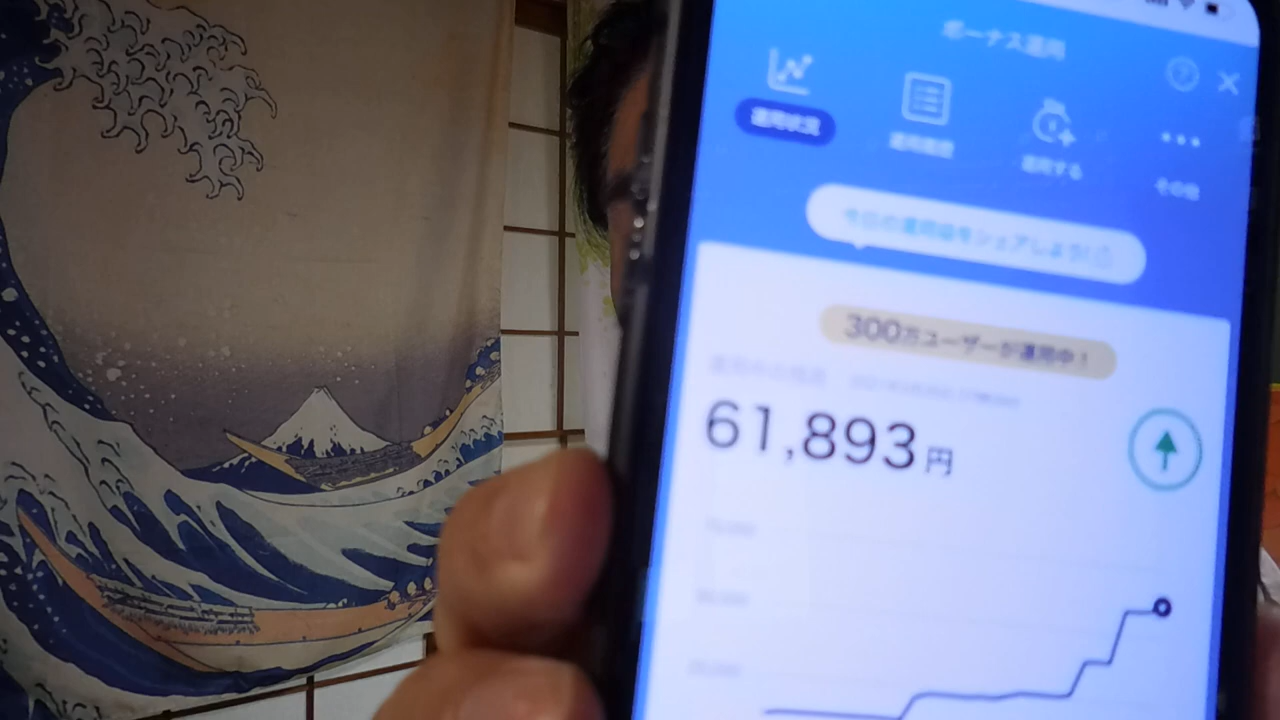 ボーナス運用
運用状況
運用履歴
運用する
その他
今日の運用益をシェアしよう!
300万ユーザーが運用中!
61,893円